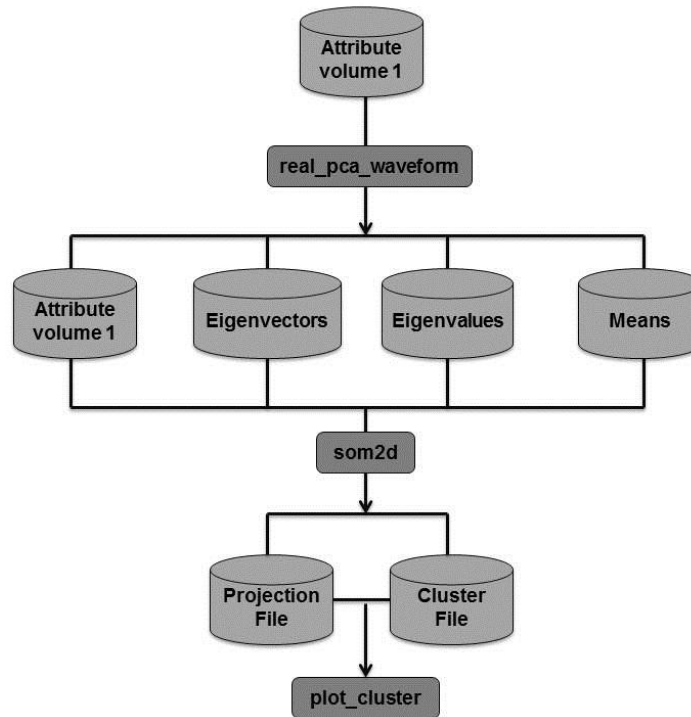 Attribute
volume 1
real_pca_waveform
Attribute
volume 1
Eigenvectors
Eigenvalues
Means
som2d
Projection
File
Cluster
File
plot_cluster